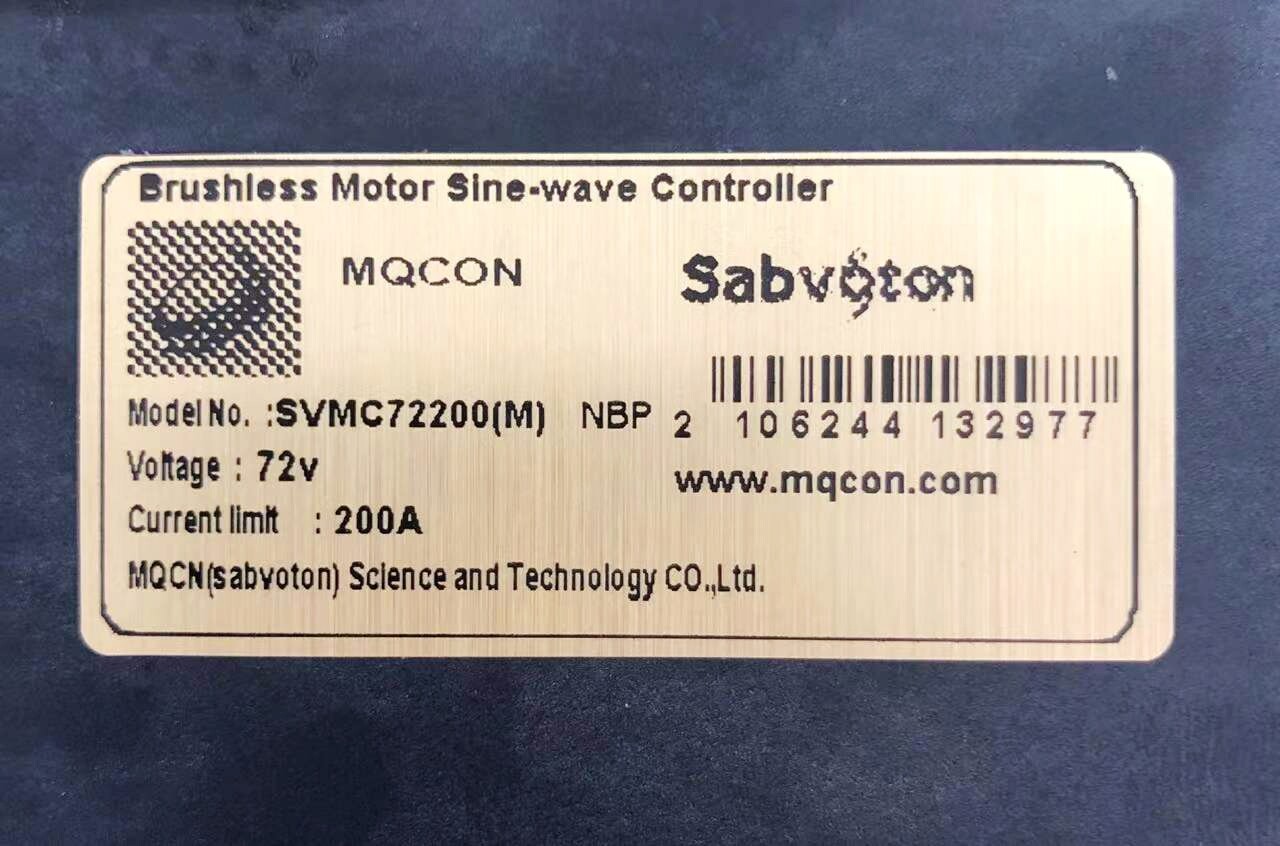 Brushless Motor Sine-wave Controller
MQCON
Sabvoton
Model No. :SVMC72200(M) NBP
2 106244 132977
Voltage : 72v
www.mqcon.com
Current limit : 200A
MQCN(sabvoton) Science and Technology CO.,Ltd.